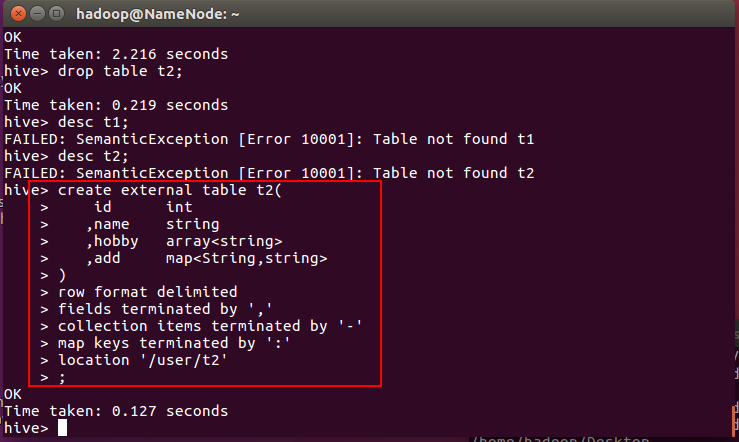 hadoop@NameNode: ~
OK
Time taken: 2.216 seconds
hive> drop table t2;
OK
Time taken: 0.219 seconds
hive> desc t1;
FAILED: SemanticException [Error 10001]: Table not found t1
hive> desc t2;
FAILED: SemanticException [Error 10001]: Table not found t2
hive> create external table t2(
    >     id      int
    >    ,name    string
    >    ,hobby   array<string>
    >    ,add     map<String,string>
    > )
    > row format delimited
    > fields terminated by ','
    > collection items terminated by '-'
    > map keys terminated by ':'
    > location '/user/t2'
    > ;
OK
Time taken: 0.127 seconds
hive>
/home/hadoop/Desktop